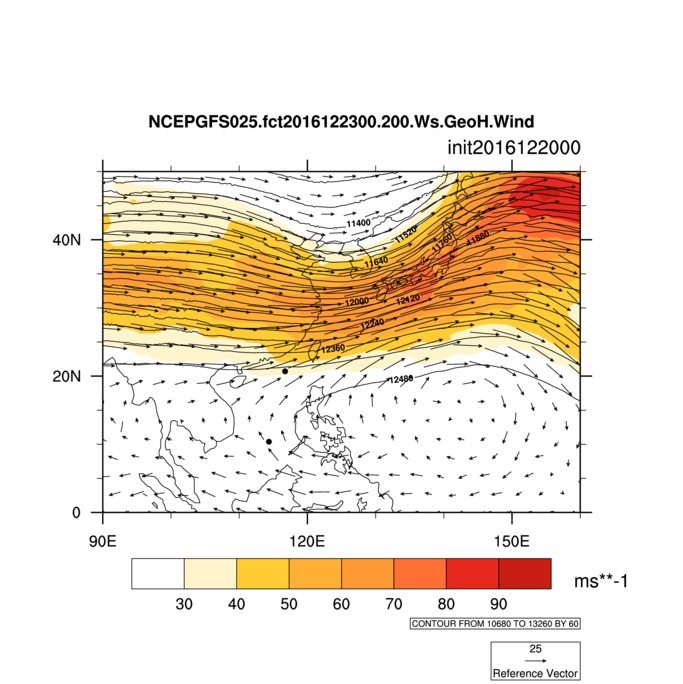 NCEPGFS025.fct2016122300.200.Ws.GeoH.Wind
init2016122000
11400
11520
11760
11880
11640
12000
12120
12240
12360
12480
40N
20N
0
90E
120E
150E
30
40
50
60
70
80
90
ms**-1
CONTOUR FROM 10680 TO 13260 BY 60
25
Reference Vector